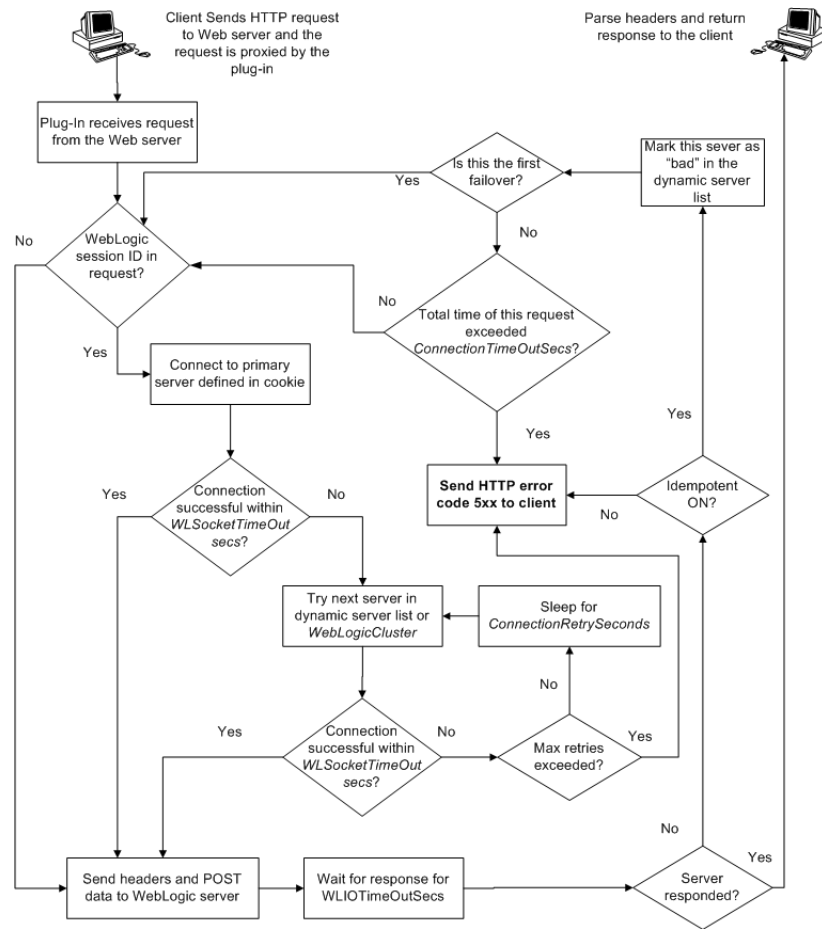 Client Sends HTTP request
to Web server and the
request is proxied by the
plug-in
Parse headers and return
response to the client
Plug-In receives request
from the Web server
Is this the first
failover?
Mark this sever as
“bad” in the
dynamic server
list
Yes
No
No
WebLogic
session ID in
request?
No
Total time of this request
exceeded
ConnectionTimeOutSecs?
Yes
Connect to primary
server defined in cookie
Yes
Yes
Yes
Connection
successful within
WLSocketTimeOut
secs?
No
Send HTTP error
code 5xx to client
No
Idempotent
ON?
Try next server in
dynamic server list or
WebLogicCluster
Sleep for
ConnectionRetrySeconds
No
Yes
Connection
successful within
WLSocketTimeOut
secs?
No
Max retries
exceeded?
Yes
No
Yes
Send headers and POST
data to WebLogic server
Wait for response for
WLIOTimeOutSecs
Server
responded?